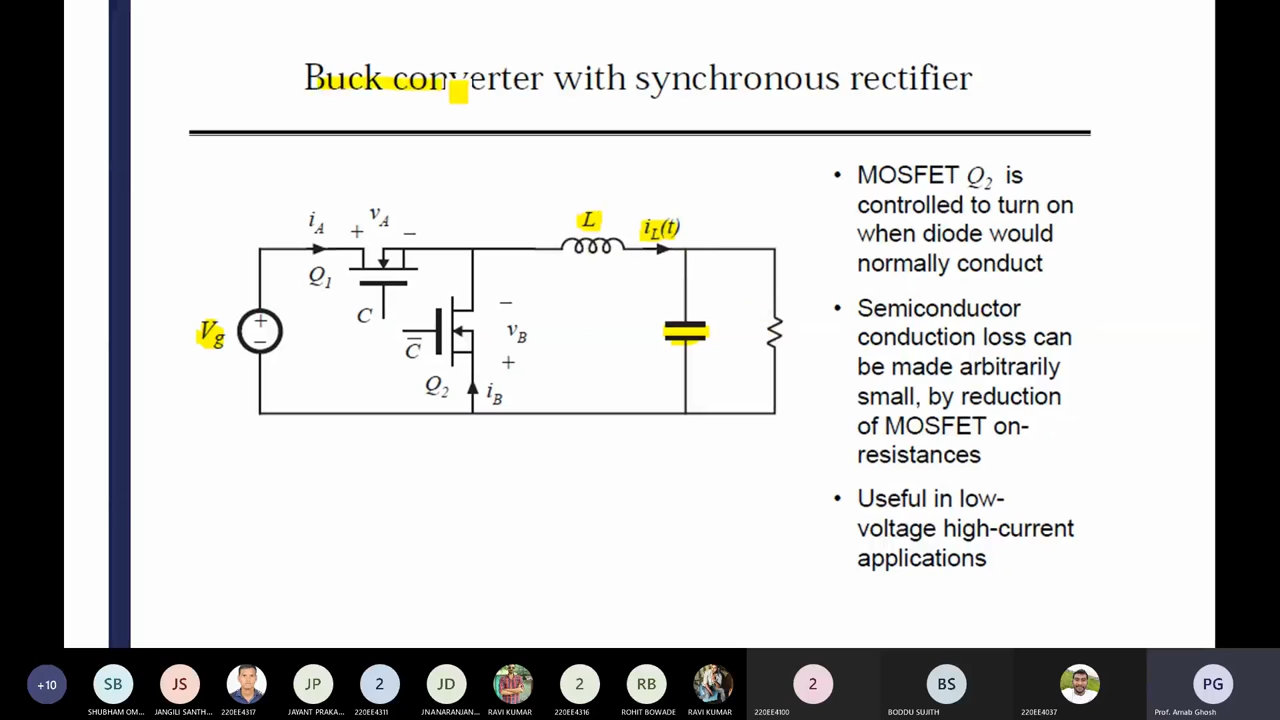 Buck converter with synchronous rectifier
i_A
+ v_A −
Q_1
C
L
i_L(t)
V_g
+
−
C̅
Q_2
−
v_B
+
i_B
• MOSFET Q_2 is
controlled to turn on
when diode would
normally conduct
• Semiconductor
conduction loss can
be made arbitrarily
small, by reduction
of MOSFET on-
resistances
• Useful in low-
voltage high-current
applications
+10
SB
JS
JP
2
JD
2
RB
2
BS
PG
SHUBHAM OM...
JANGILI SANTH...
220EE4317
JAYANT PRAKA...
220EE4311
JNANARANJAN...
RAVI KUMAR
220EE4316
ROHIT BOWADE
RAVI KUMAR
220EE4100
BODDU SUJITH
220EE4037
Prof. Arnab Ghosh